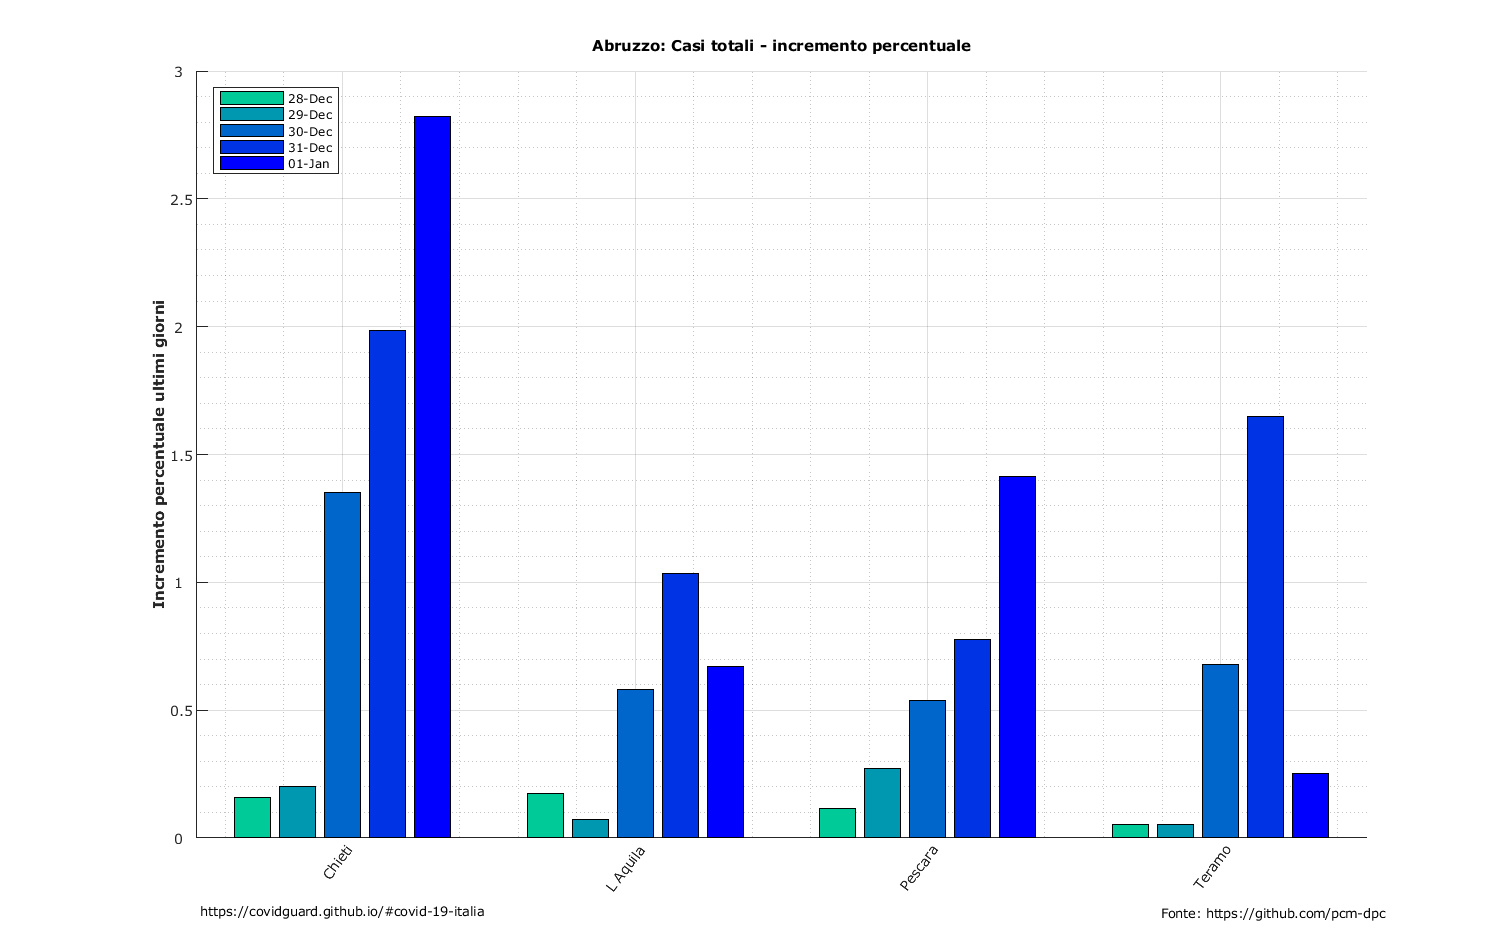 Abruzzo: Casi totali - incremento percentuale
3
2.5
2
1.5
1
0.5
0
Incremento percentuale ultimi giorni
28-Dec
29-Dec
30-Dec
31-Dec
01-Jan
Chieti
L Aquila
Pescara
Teramo
https://covidguard.github.io/#covid-19-italia
Fonte: https://github.com/pcm-dpc